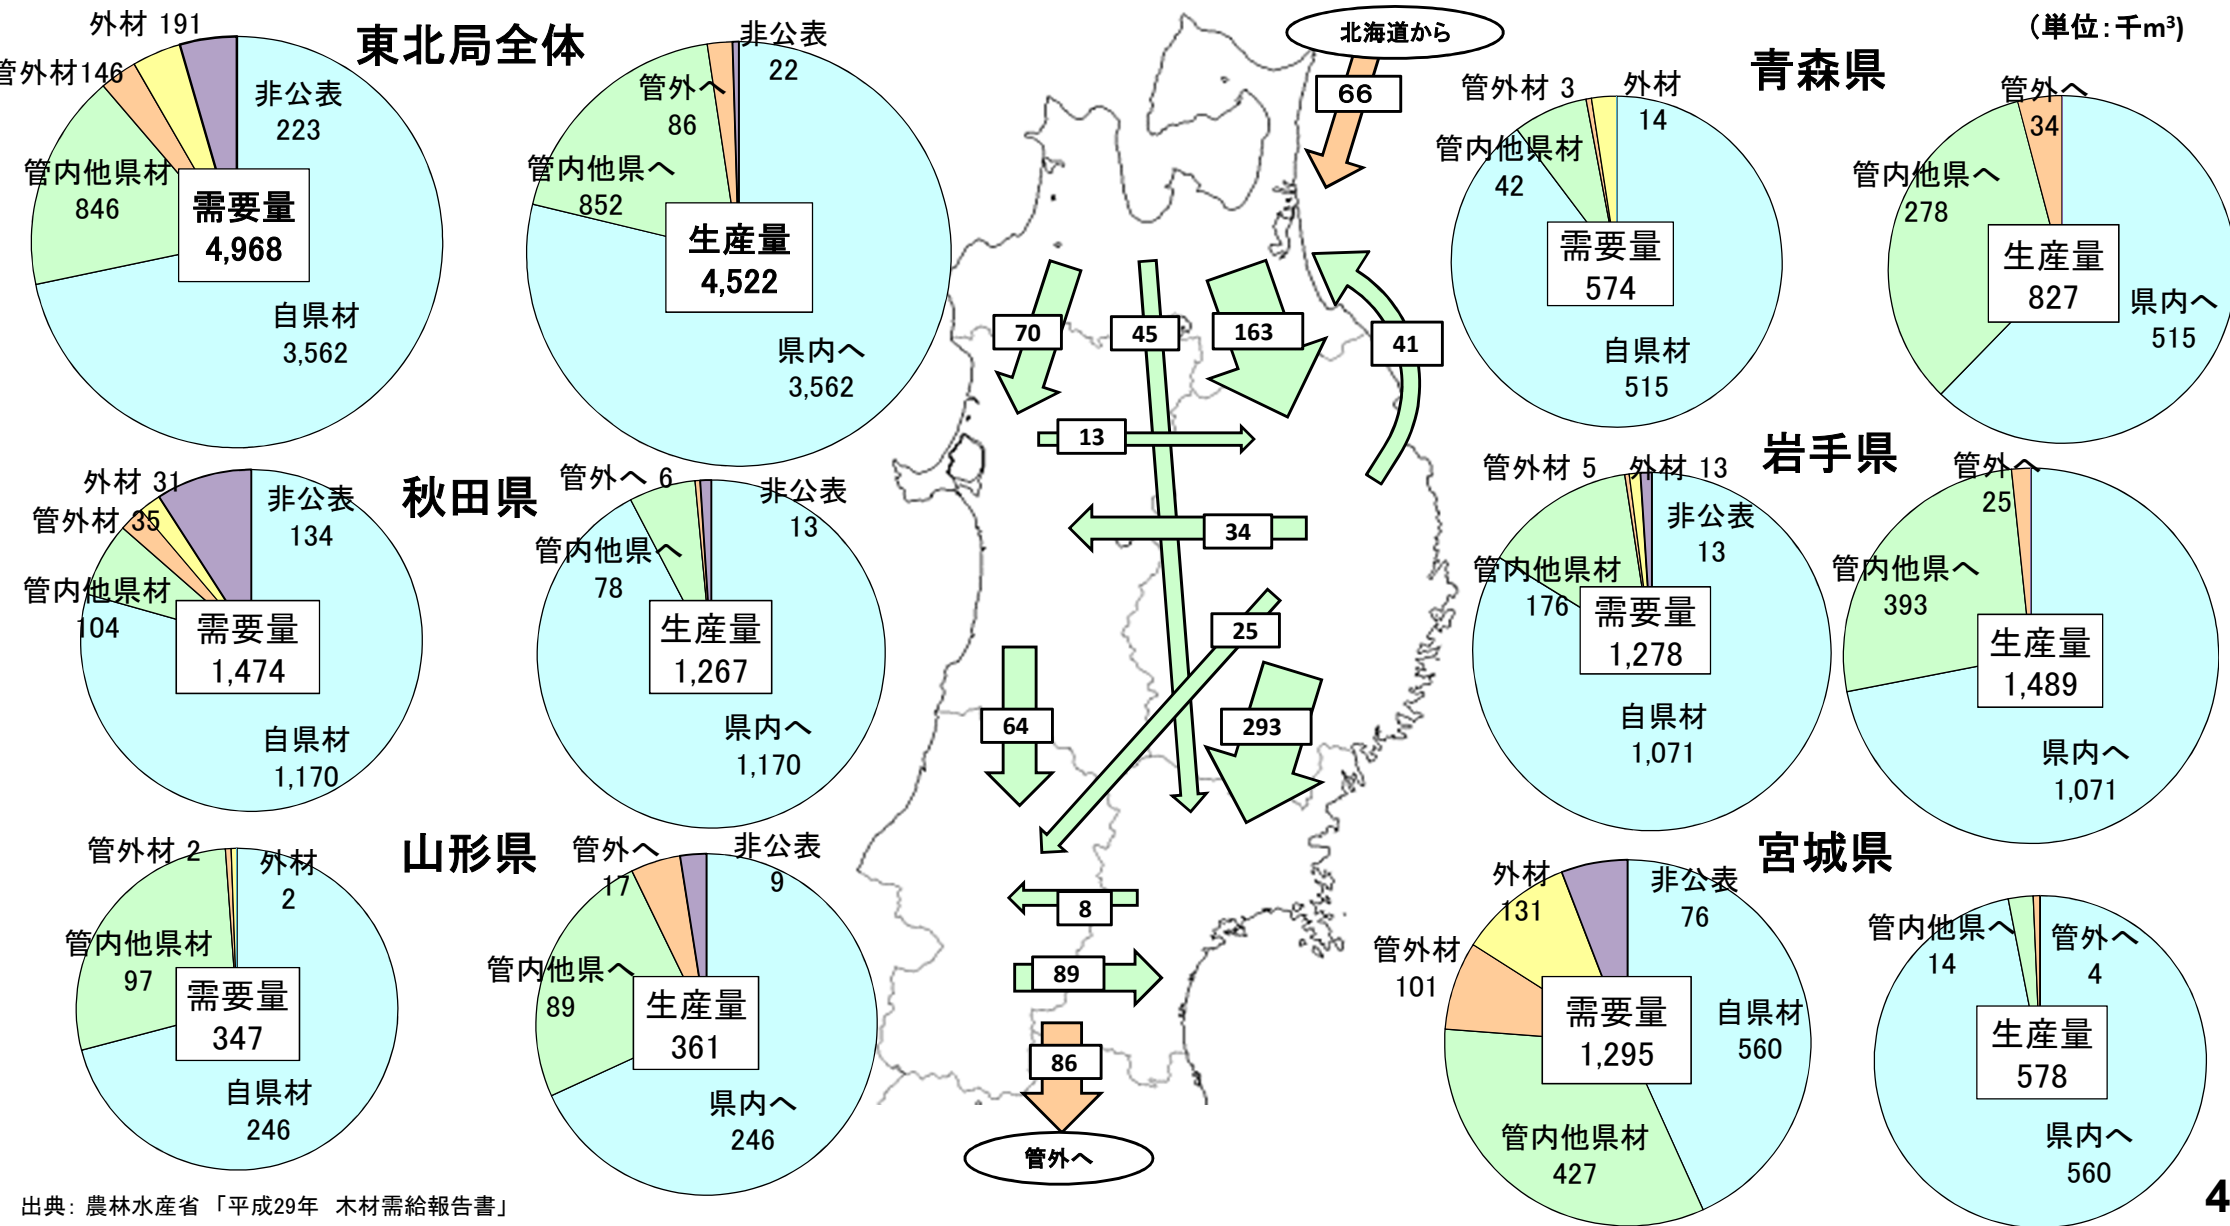 (単位:千m³)
東北局全体
外材 191
管外材146
非公表
223
管内他県材
846
需要量
4,968
自県材
3,562
非公表
22
管外へ
86
管内他県へ
852
生産量
4,522
県内へ
3,562
北海道から
66
70
45
163
41
13
34
25
64
293
8
89
86
管外へ
青森県
管外材 3
外材
14
管内他県材
42
需要量
574
自県材
515
管外へ
34
管内他県へ
278
生産量
827
県内へ
515
秋田県
外材 31
管外材 35
非公表
134
管内他県材
104
需要量
1,474
自県材
1,170
管外へ 6
非公表
13
管内他県へ
78
生産量
1,267
県内へ
1,170
岩手県
管外材 5
外材 13
非公表
13
管内他県材
176
需要量
1,278
自県材
1,071
管外へ
25
管内他県へ
393
生産量
1,489
県内へ
1,071
山形県
管外材 2
外材
2
管内他県材
97
需要量
347
自県材
246
管外へ
17
非公表
9
管内他県へ
89
生産量
361
県内へ
246
宮城県
外材
131
非公表
76
管外材
101
需要量
1,295
自県材
560
管内他県材
427
管内他県へ
14
管外へ
4
生産量
578
県内へ
560
出典: 農林水産省 「平成29年 木材需給報告書」
4